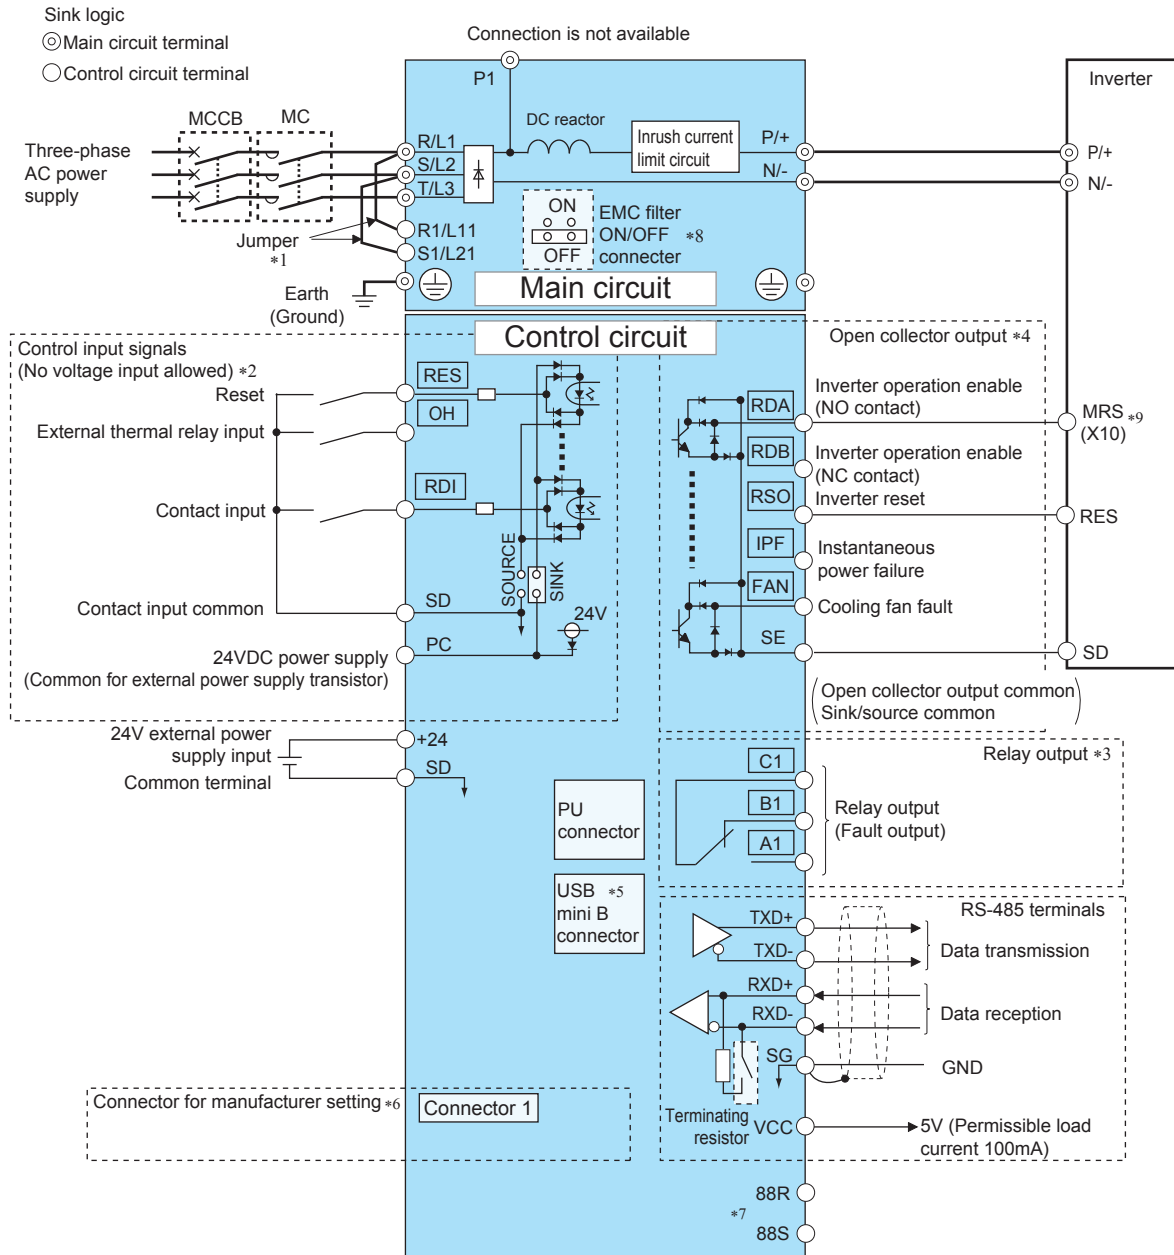 Sink logic
Main circuit terminal
Control circuit terminal
Connection is not available
P1
Inverter
MCCB
MC
DC reactor
Inrush current
limit circuit
Three-phase
AC power
supply
R/L1
S/L2
T/L3
R1/L11
S1/L21
P/+
N/-
P/+
N/-
Jumper
*1
ON
OFF
EMC filter
ON/OFF *8
connecter
Earth
(Ground)
Main circuit
Control circuit
Control input signals
(No voltage input allowed) *2
Reset
External thermal relay input
Contact input
Contact input common
24VDC power supply
(Common for external power supply transistor)
RES
OH
RDI
SD
PC
SOURCE
SINK
24V
Open collector output *4
RDA
RDB
RSO
IPF
FAN
SE
Inverter operation enable
(NO contact)
Inverter operation enable
(NC contact)
Inverter reset
Instantaneous
power failure
Cooling fan fault
Open collector output common
Sink/source common
MRS *9
(X10)
RES
SD
24V external power
supply input
Common terminal
+24
SD
Relay output *3
C1
B1
A1
Relay output
(Fault output)
PU
connector
USB *5
mini B
connector
RS-485 terminals
TXD+
TXD-
RXD+
RXD-
SG
VCC
Data transmission
Data reception
GND
Terminating
resistor
5V (Permissible load
current 100mA)
Connector for manufacturer setting *6
Connector 1
88R
*7
88S